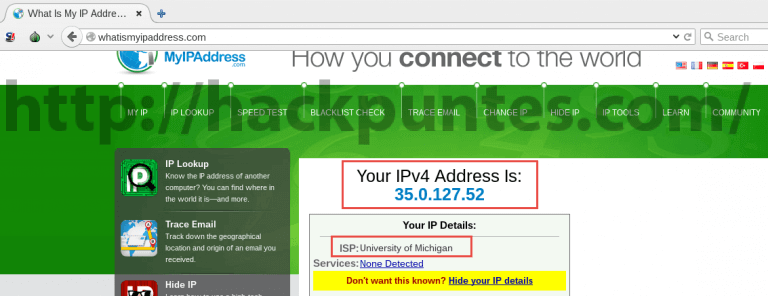 What Is My IP Addre...
whatismyipaddress.com
Search
MyIPAddress
.com
How you connect to the world
http://hackpuntes.com/
MY IP
IP LOOKUP
SPEED TEST
BLACKLIST CHECK
TRACE EMAIL
CHANGE IP
HIDE IP
IP TOOLS
LEARN
COMMUNITY
IP Lookup
Know the IP address of another
computer? You can find where in
the world it is—and more.
Trace Email
Track down the geographical
location and origin of an email you
received.
Hide IP
Your IPv4 Address Is:
35.0.127.52
Your IP Details:
ISP: University of Michigan
Services: None Detected
Don't want this known? Hide your IP details